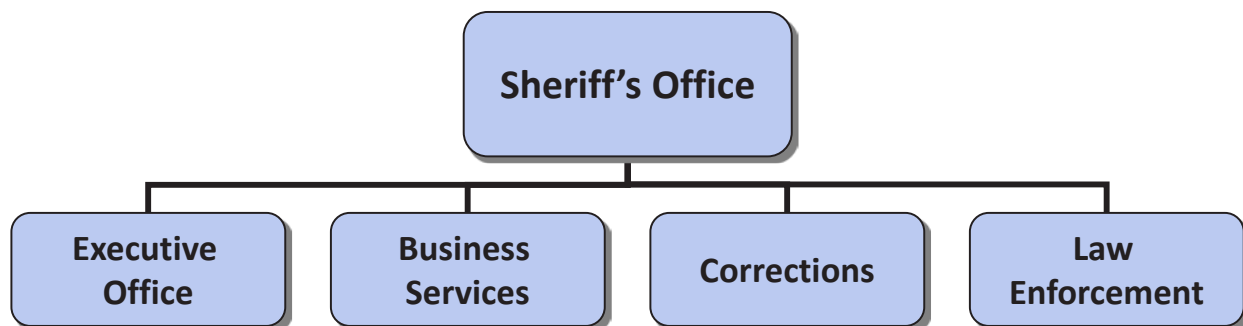 Sheriff’s Office
Executive
Office
Business
Services
Corrections
Law
Enforcement